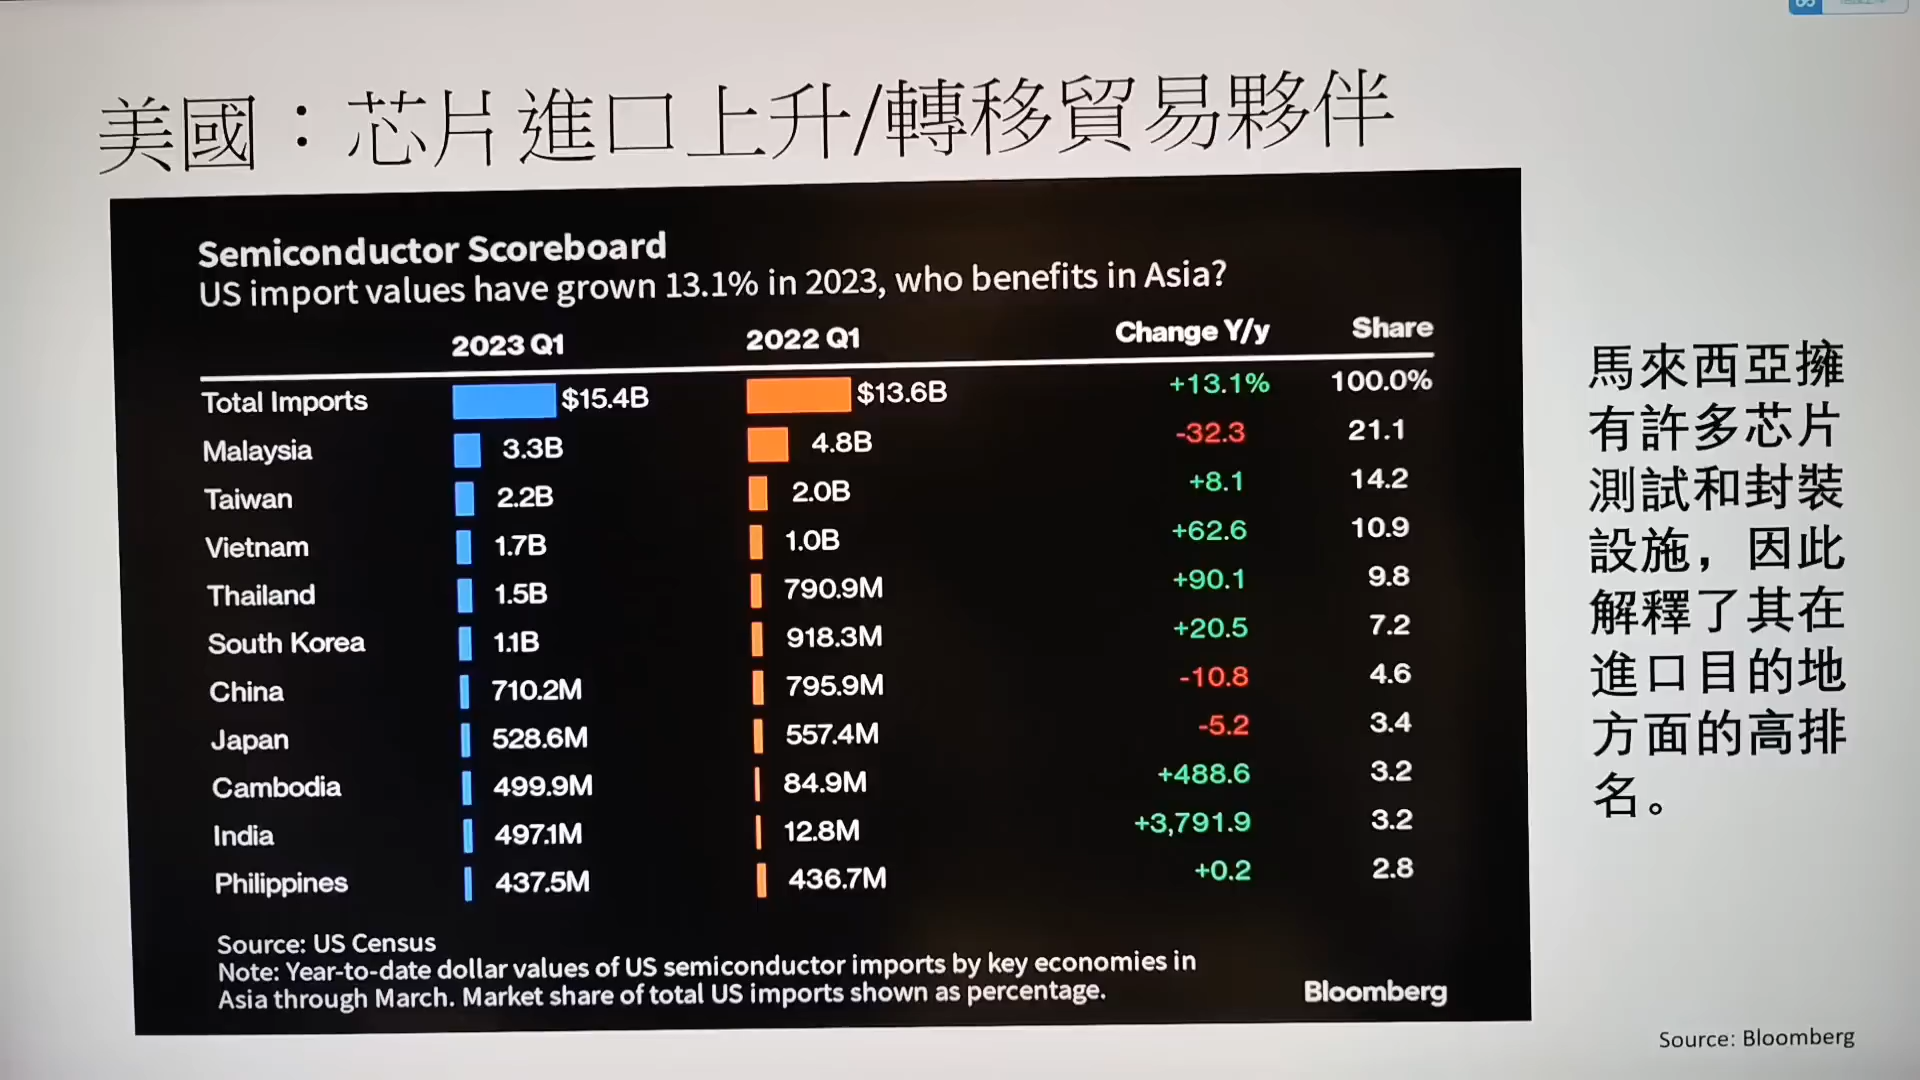 美國：芯片進口上升/轉移貿易夥伴
Semiconductor Scoreboard
US import values have grown 13.1% in 2023, who benefits in Asia?
2023 Q1 2022 Q1 Change Y/y Share
Total Imports $15.4B $13.6B +13.1% 100.0%
Malaysia 3.3B 4.8B -32.3 21.1
Taiwan 2.2B 2.0B +8.1 14.2
Vietnam 1.7B 1.0B +62.6 10.9
Thailand 1.5B 790.9M +90.1 9.8
South Korea 1.1B 918.3M +20.5 7.2
China 710.2M 795.9M -10.8 4.6
Japan 528.6M 557.4M -5.2 3.4
Cambodia 499.9M 84.9M +488.6 3.2
India 497.1M 12.8M +3,791.9 3.2
Philippines 437.5M 436.7M +0.2 2.8
Source: US Census
Note: Year-to-date dollar values of US semiconductor imports by key economies in
Asia through March. Market share of total US imports shown as percentage.
Bloomberg
馬來西亞擁
有許多芯片
測試和封裝
設施，因此
解釋了其在
進口目的地
方面的高排
名。
Source: Bloomberg